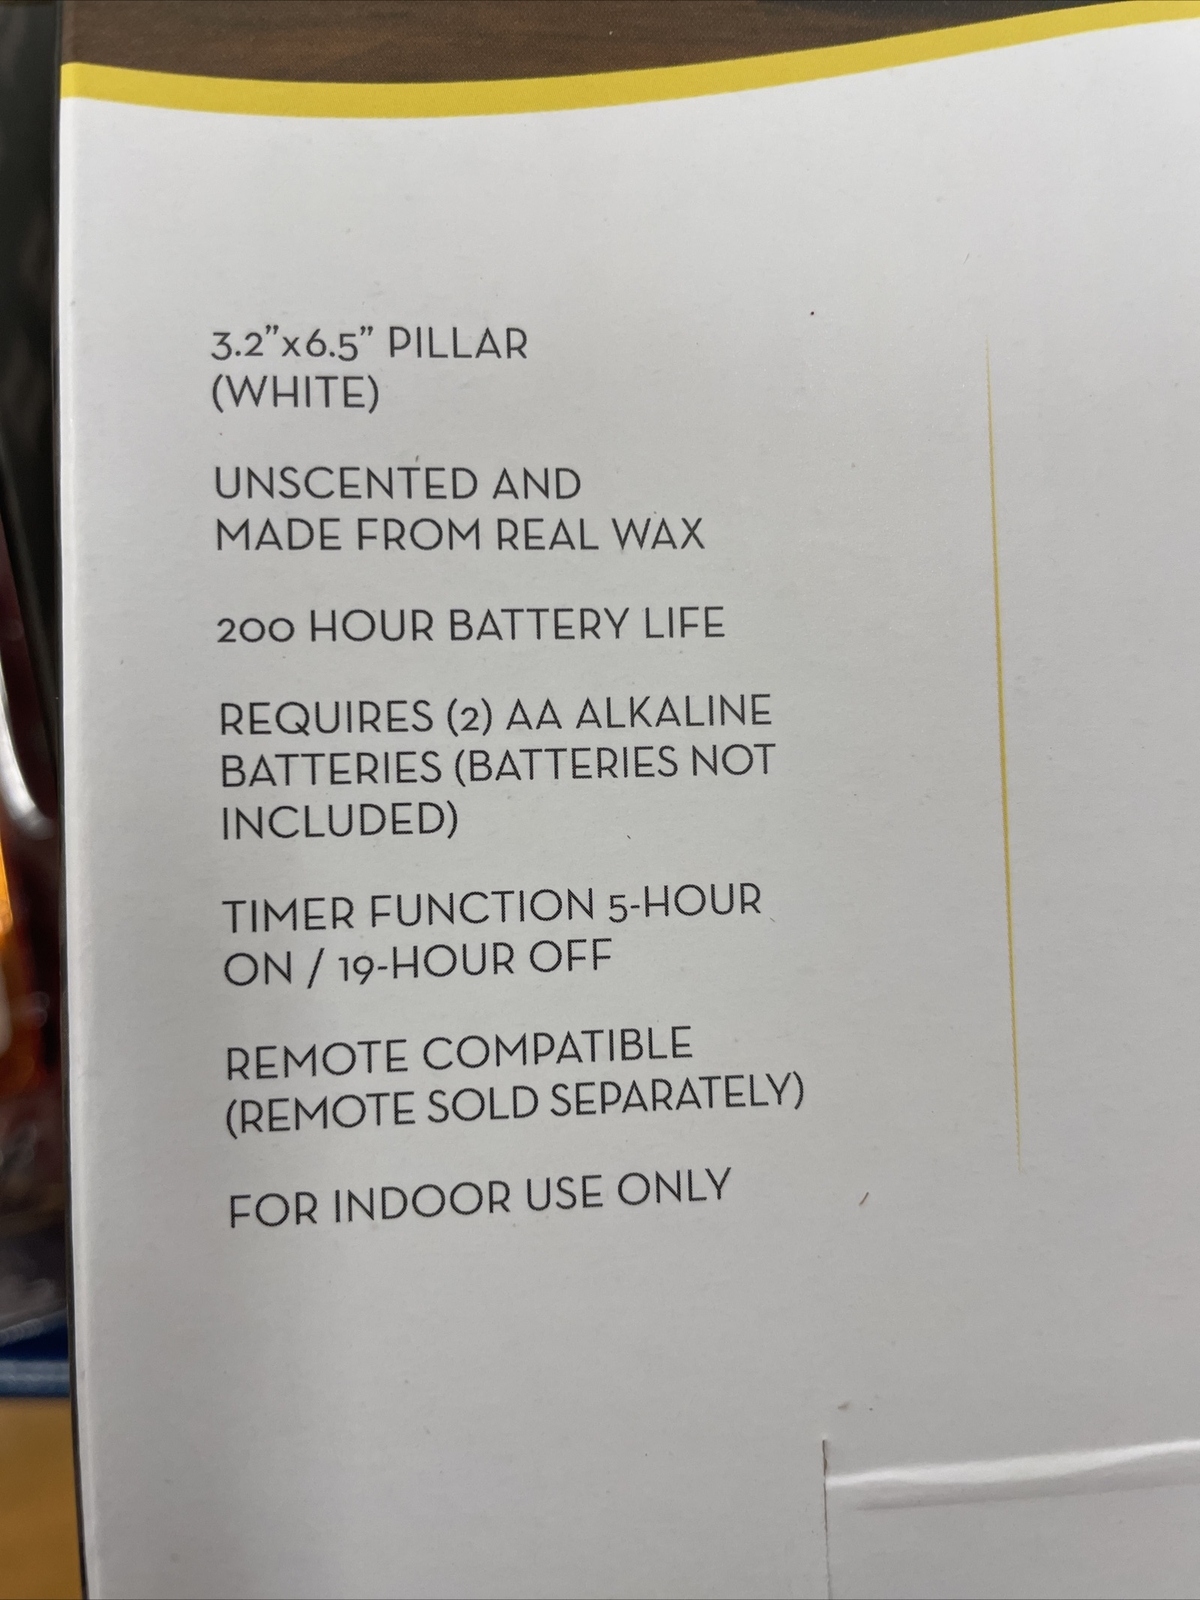 3.2”x6.5” PILLAR
(WHITE)
UNSCENTED AND
MADE FROM REAL WAX
200 HOUR BATTERY LIFE
REQUIRES (2) AA ALKALINE
BATTERIES (BATTERIES NOT
INCLUDED)
TIMER FUNCTION 5-HOUR
ON / 19-HOUR OFF
REMOTE COMPATIBLE
(REMOTE SOLD SEPARATELY)
FOR INDOOR USE ONLY